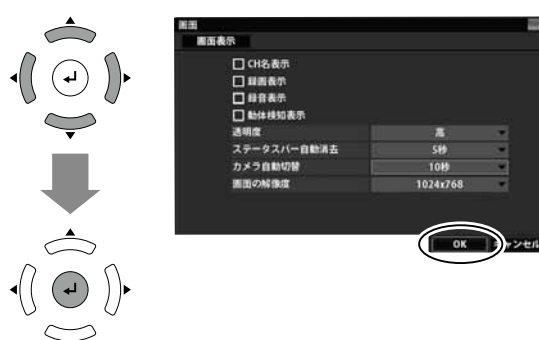 画面
画面表示
CH名表示
録画表示
録音表示
動体検知表示
透明度 高
ステータスバー自動消去 5秒
カメラ自動切替 10秒
画面の解像度 1024x768
OK キャンセル